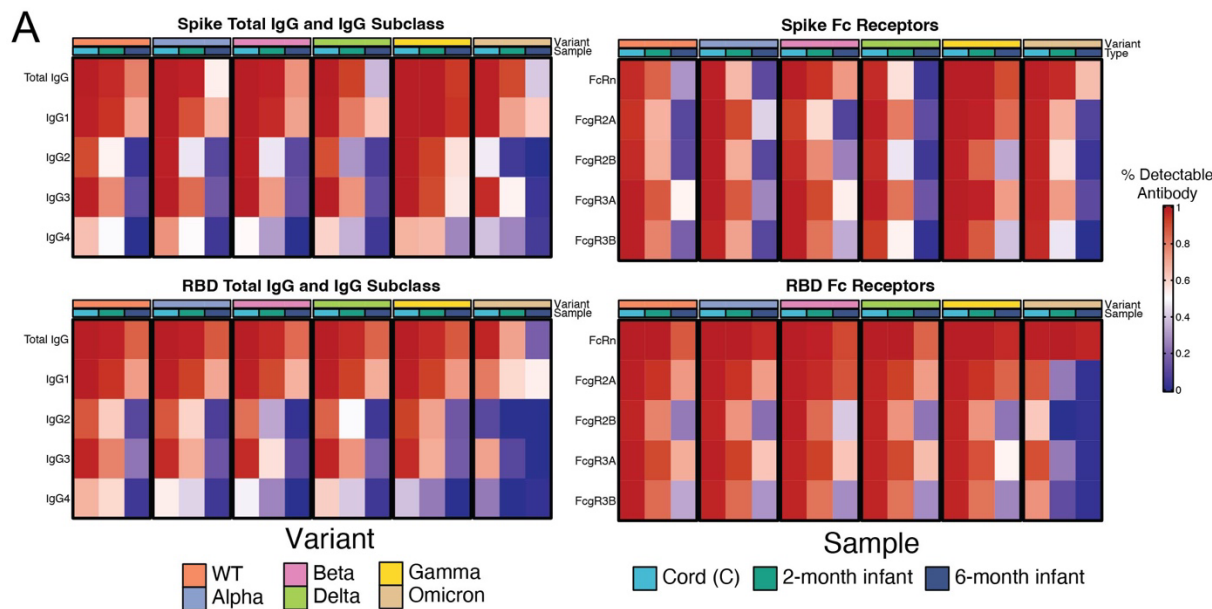 A
Spike Total IgG and IgG Subclass
Variant
Sample
Total IgG
IgG1
IgG2
IgG3
IgG4
Spike Fc Receptors
Variant
Type
FcRn
FcgR2A
FcgR2B
FcgR3A
FcgR3B
% Detectable
Antibody
1
0.8
0.6
0.4
0.2
0
RBD Total IgG and IgG Subclass
Variant
Sample
Total IgG
IgG1
IgG2
IgG3
IgG4
RBD Fc Receptors
Variant
Sample
FcRn
FcgR2A
FcgR2B
FcgR3A
FcgR3B
Variant
WT Beta Gamma
Alpha Delta Omicron
Sample
Cord (C) 2-month infant 6-month infant